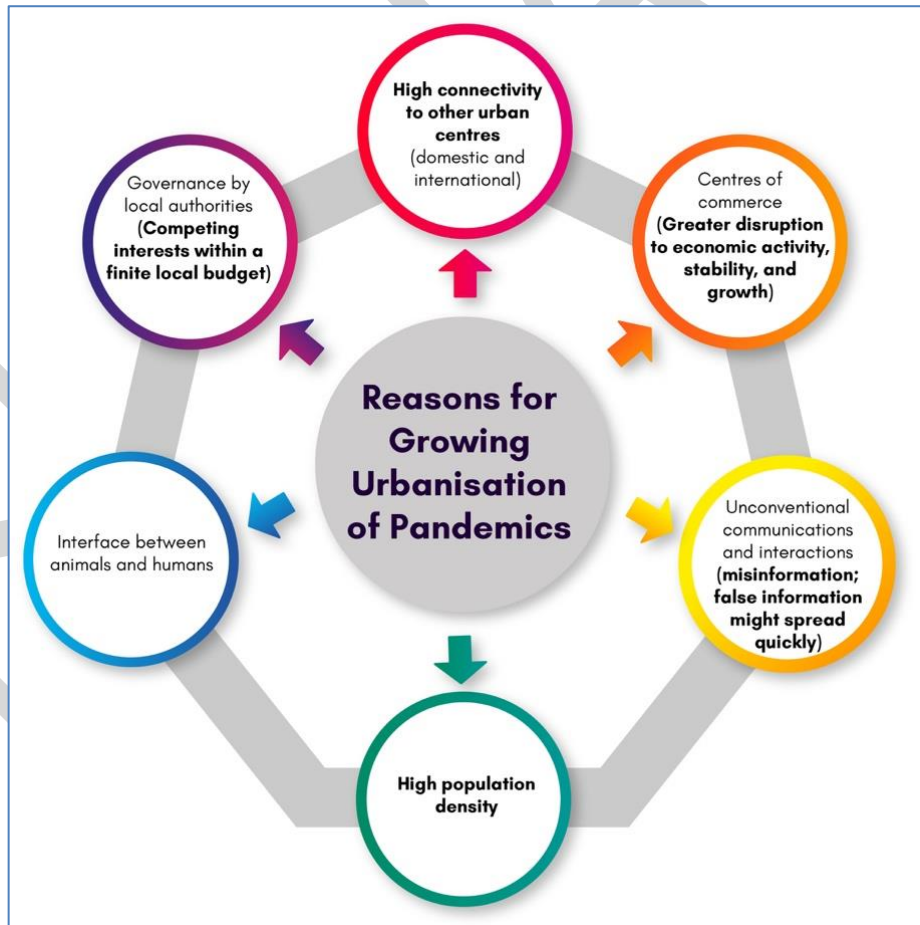 High connectivity
to other urban
centres
(domestic and
international)
Governance by
local authorities
(Competing
interests within a
finite local budget)
Centres of
commerce
(Greater disruption
to economic activity,
stability, and
growth)
Reasons for
Growing
Urbanisation
of Pandemics
Interface between
animals and humans
Unconventional
communications
and interactions
(misinformation;
false information
might spread
quickly)
High population
density